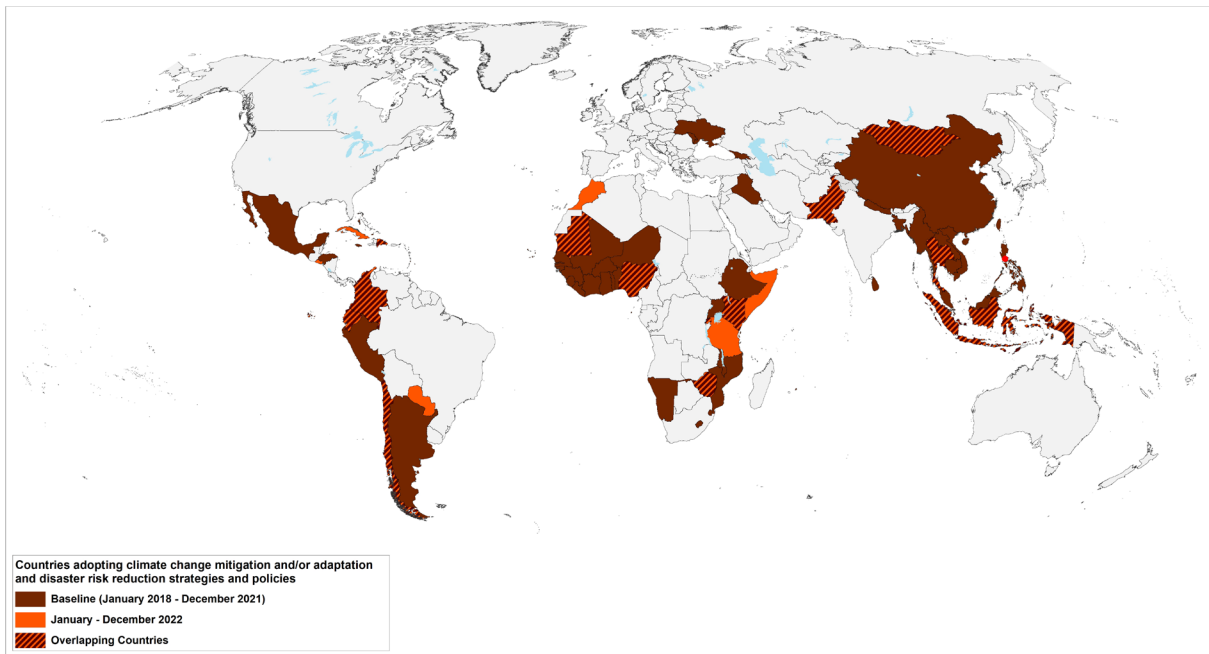 Countries adopting climate change mitigation and/or adaptation
and disaster risk reduction strategies and policies
Baseline (January 2018 - December 2021)
January - December 2022
Overlapping Countries